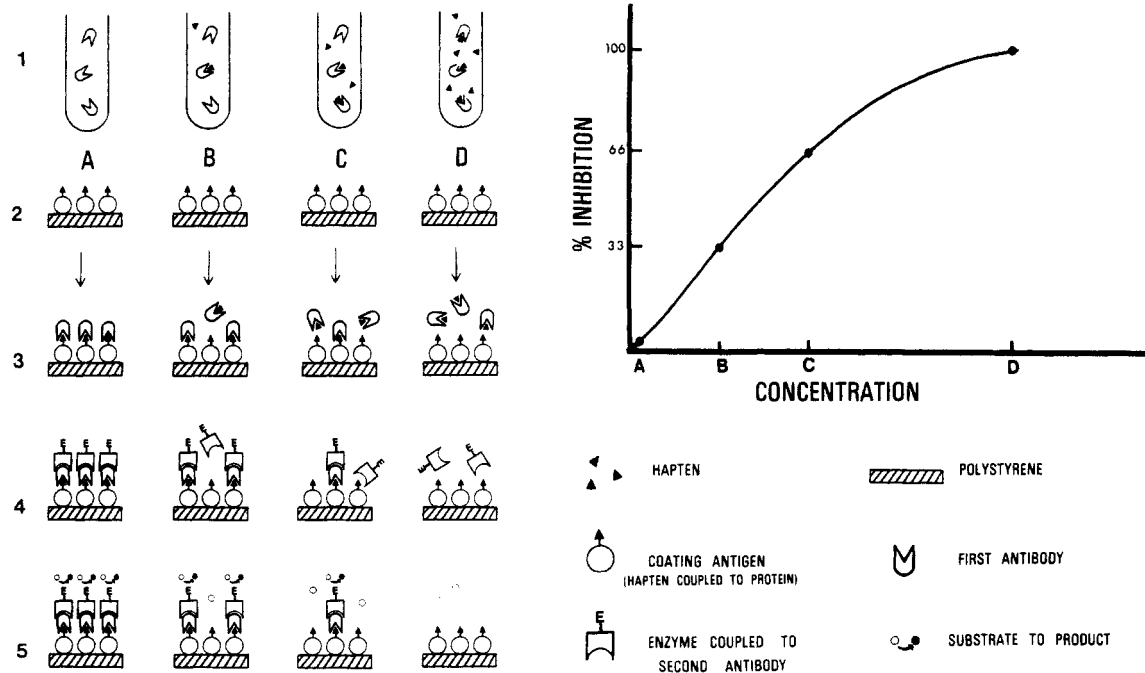 1
A B C D
2
3
4
E E E E E E E E E
5
E E E E E E
% INHIBITION
100
66
33
A B C D
CONCENTRATION
HAPTEN
POLYSTYRENE
COATING ANTIGEN
(HAPTEN COUPLED TO PROTEIN)
FIRST ANTIBODY
E
ENZYME COUPLED TO
SECOND ANTIBODY
SUBSTRATE TO PRODUCT